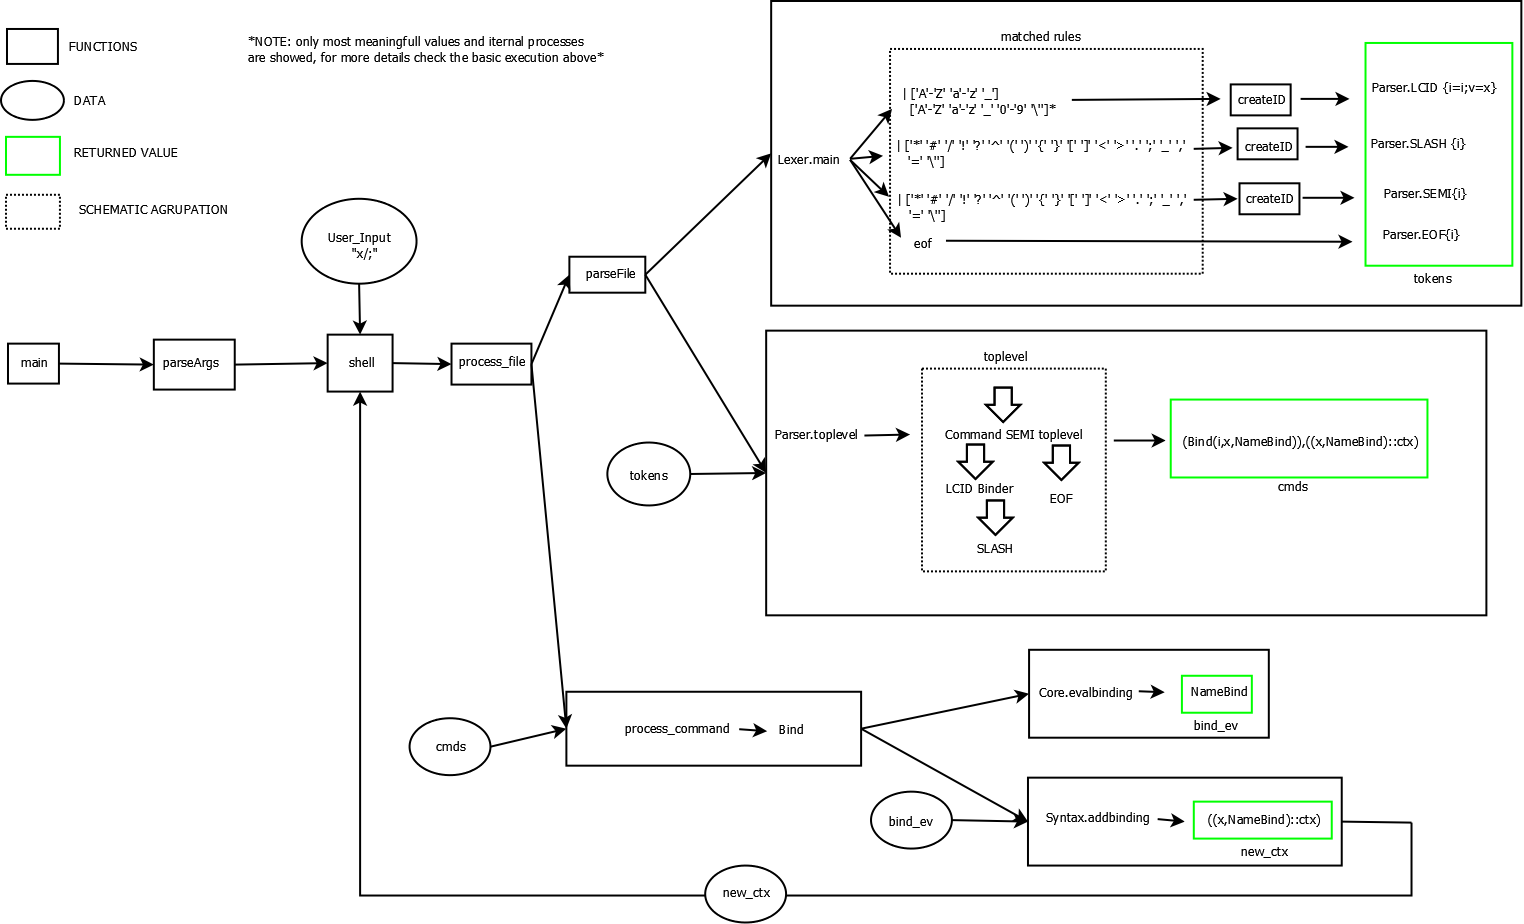 FUNCTIONS
DATA
RETURNED VALUE
SCHEMATIC AGRUPATION
*NOTE: only most meaningfull values and iternal processes
are showed, for more details check the basic execution above*
User_Input
"x/;"
main
parseArgs
shell
process_file
parseFile
Lexer.main
matched rules
| ['A'-'Z' 'a'-'z' '_']
['A'-'Z' 'a'-'z' '_' '0'-'9' '\'']*
| ['*' '#' '/' '!' '?' '^' '(' ')' '{' '}' '[' ']' '<' '>' '.' ';' '_' ','
'=' '\'']
| ['*' '#' '/' '!' '?' '^' '(' ')' '{' '}' '[' ']' '<' '>' '.' ';' '_' ','
'=' '\'']
eof
createID
createID
createID
Parser.LCID {i=i;v=x}
Parser.SLASH {i}
Parser.SEMI{i}
Parser.EOF{i}
tokens
tokens
Parser.toplevel
toplevel
Command SEMI toplevel
LCID Binder
EOF
SLASH
(Bind(i,x,NameBind)),((x,NameBind)::ctx)
cmds
cmds
process_command
Bind
Core.evalbinding
NameBind
bind_ev
bind_ev
Syntax.addbinding
((x,NameBind)::ctx)
new_ctx
new_ctx